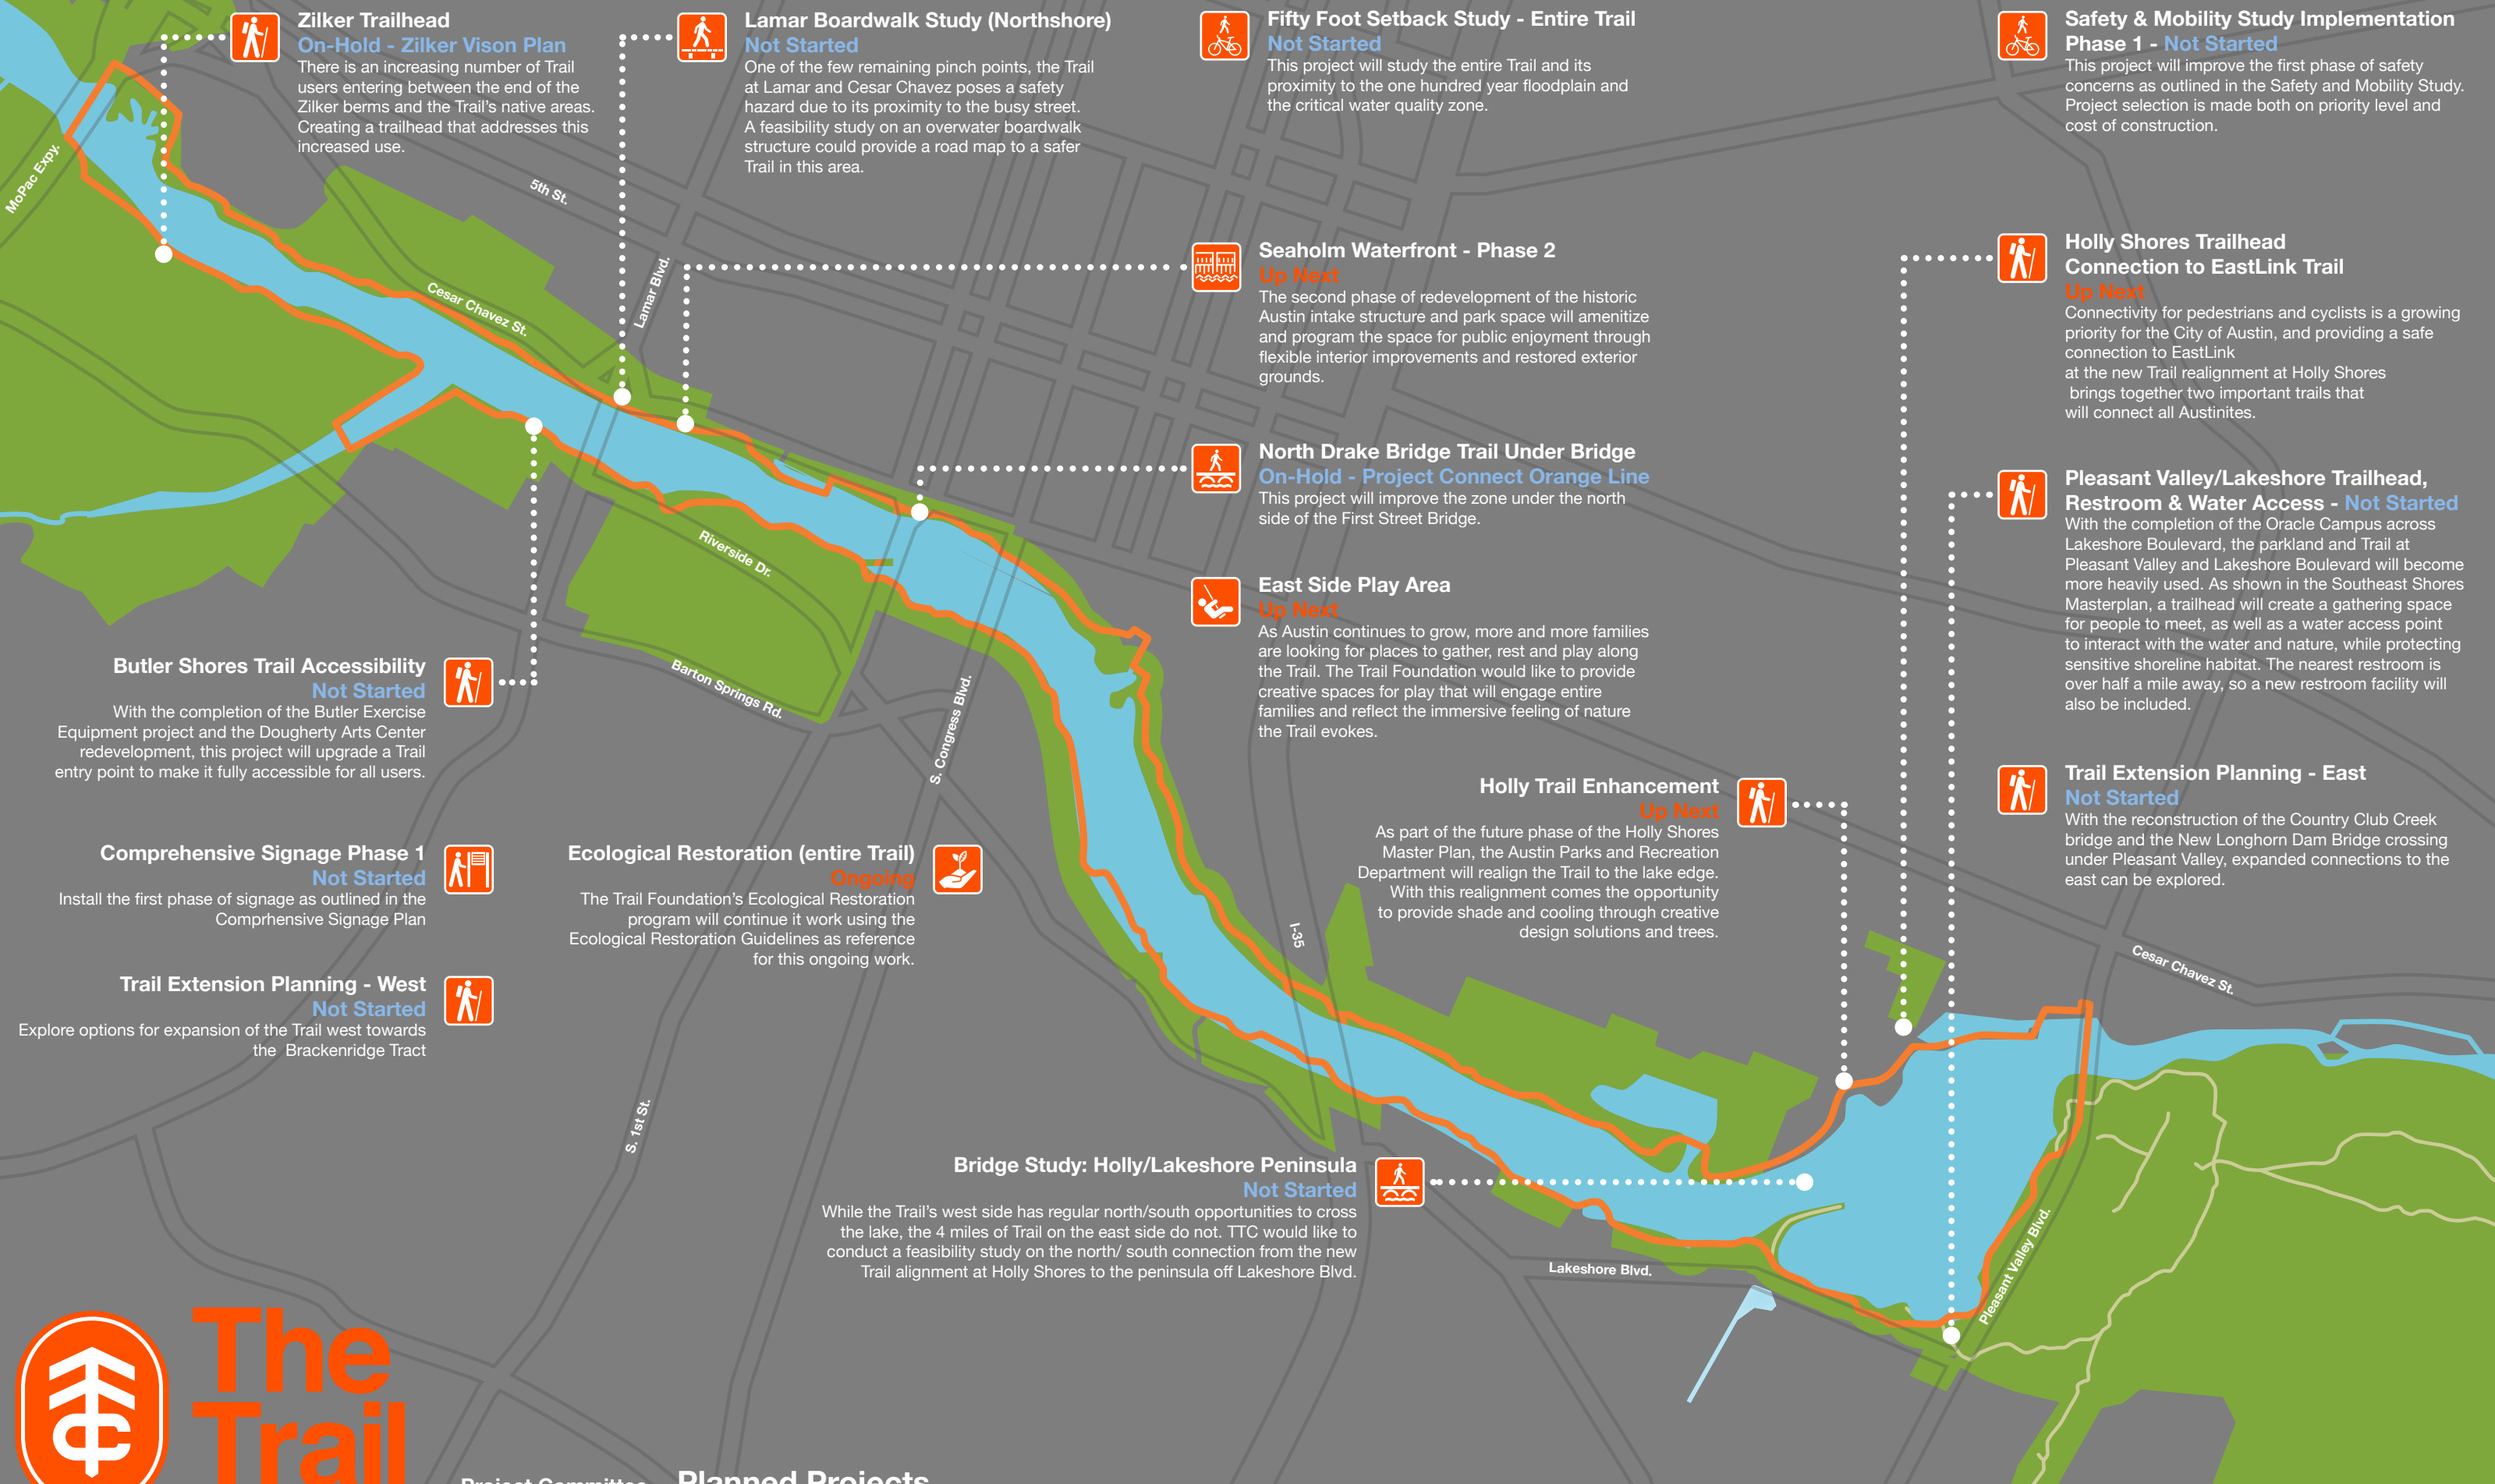 Zilker Trailhead
On-Hold - Zilker Vison Plan
There is an increasing number of Trail
users entering between the end of the
Zilker berms and the Trail's native areas.
Creating a trailhead that addresses this
increased use.
Lamar Boardwalk Study (Northshore)
Not Started
One of the few remaining pinch points, the Trail
at Lamar and Cesar Chavez poses a safety
hazard due to its proximity to the busy street.
A feasibility study on an overwater boardwalk
structure could provide a road map to a safer
Trail in this area.
Fifty Foot Setback Study - Entire Trail
Not Started
This project will study the entire Trail and its
proximity to the one hundred year floodplain and
the critical water quality zone.
Safety & Mobility Study Implementation
Phase 1 - Not Started
This project will improve the first phase of safety
concerns as outlined in the Safety and Mobility Study.
Project selection is made both on priority level and
cost of construction.
MoPac Expy.
5th St.
Lamar Blvd.
Cesar Chavez St.
Seaholm Waterfront - Phase 2
Up Next
The second phase of redevelopment of the historic
Austin intake structure and park space will amenitize
and program the space for public enjoyment through
flexible interior improvements and restored exterior
grounds.
Holly Shores Trailhead
Connection to EastLink Trail
Up Next
Connectivity for pedestrians and cyclists is a growing
priority for the City of Austin, and providing a safe
connection to EastLink
at the new Trail realignment at Holly Shores
brings together two important trails that
will connect all Austinites.
North Drake Bridge Trail Under Bridge
On-Hold - Project Connect Orange Line
This project will improve the zone under the north
side of the First Street Bridge.
Pleasant Valley/Lakeshore Trailhead,
Restroom & Water Access - Not Started
With the completion of the Oracle Campus across
Lakeshore Boulevard, the parkland and Trail at
Pleasant Valley and Lakeshore Boulevard will become
more heavily used. As shown in the Southeast Shores
Masterplan, a trailhead will create a gathering space
for people to meet, as well as a water access point
to interact with the water and nature, while protecting
sensitive shoreline habitat. The nearest restroom is
over half a mile away, so a new restroom facility will
also be included.
Riverside Dr.
Barton Springs Rd.
S. Congress Blvd.
East Side Play Area
Up Next
As Austin continues to grow, more and more families
are looking for places to gather, rest and play along
the Trail. The Trail Foundation would like to provide
creative spaces for play that will engage entire
families and reflect the immersive feeling of nature
the Trail evokes.
Butler Shores Trail Accessibility
Not Started
With the completion of the Butler Exercise
Equipment project and the Dougherty Arts Center
redevelopment, this project will upgrade a Trail
entry point to make it fully accessible for all users.
Holly Trail Enhancement
Up Next
As part of the future phase of the Holly Shores
Master Plan, the Austin Parks and Recreation
Department will realign the Trail to the lake edge.
With this realignment comes the opportunity
to provide shade and cooling through creative
design solutions and trees.
Trail Extension Planning - East
Not Started
With the reconstruction of the Country Club Creek
bridge and the New Longhorn Dam Bridge crossing
under Pleasant Valley, expanded connections to the
east can be explored.
Comprehensive Signage Phase 1
Not Started
Install the first phase of signage as outlined in the
Comprhensive Signage Plan
Ecological Restoration (entire Trail)
Ongoing
The Trail Foundation's Ecological Restoration
program will continue it work using the
Ecological Restoration Guidelines as reference
for this ongoing work.
I-35
Cesar Chavez St.
Trail Extension Planning - West
Not Started
Explore options for expansion of the Trail west towards
the Brackenridge Tract
S. 1st St.
Bridge Study: Holly/Lakeshore Peninsula
Not Started
While the Trail's west side has regular north/south opportunities to cross
the lake, the 4 miles of Trail on the east side do not. TTC would like to
conduct a feasibility study on the north/ south connection from the new
Trail alignment at Holly Shores to the peninsula off Lakeshore Blvd.
Lakeshore Blvd.
Pleasant Valley Blvd.
The
Trail
Project Committee
Planned Projects